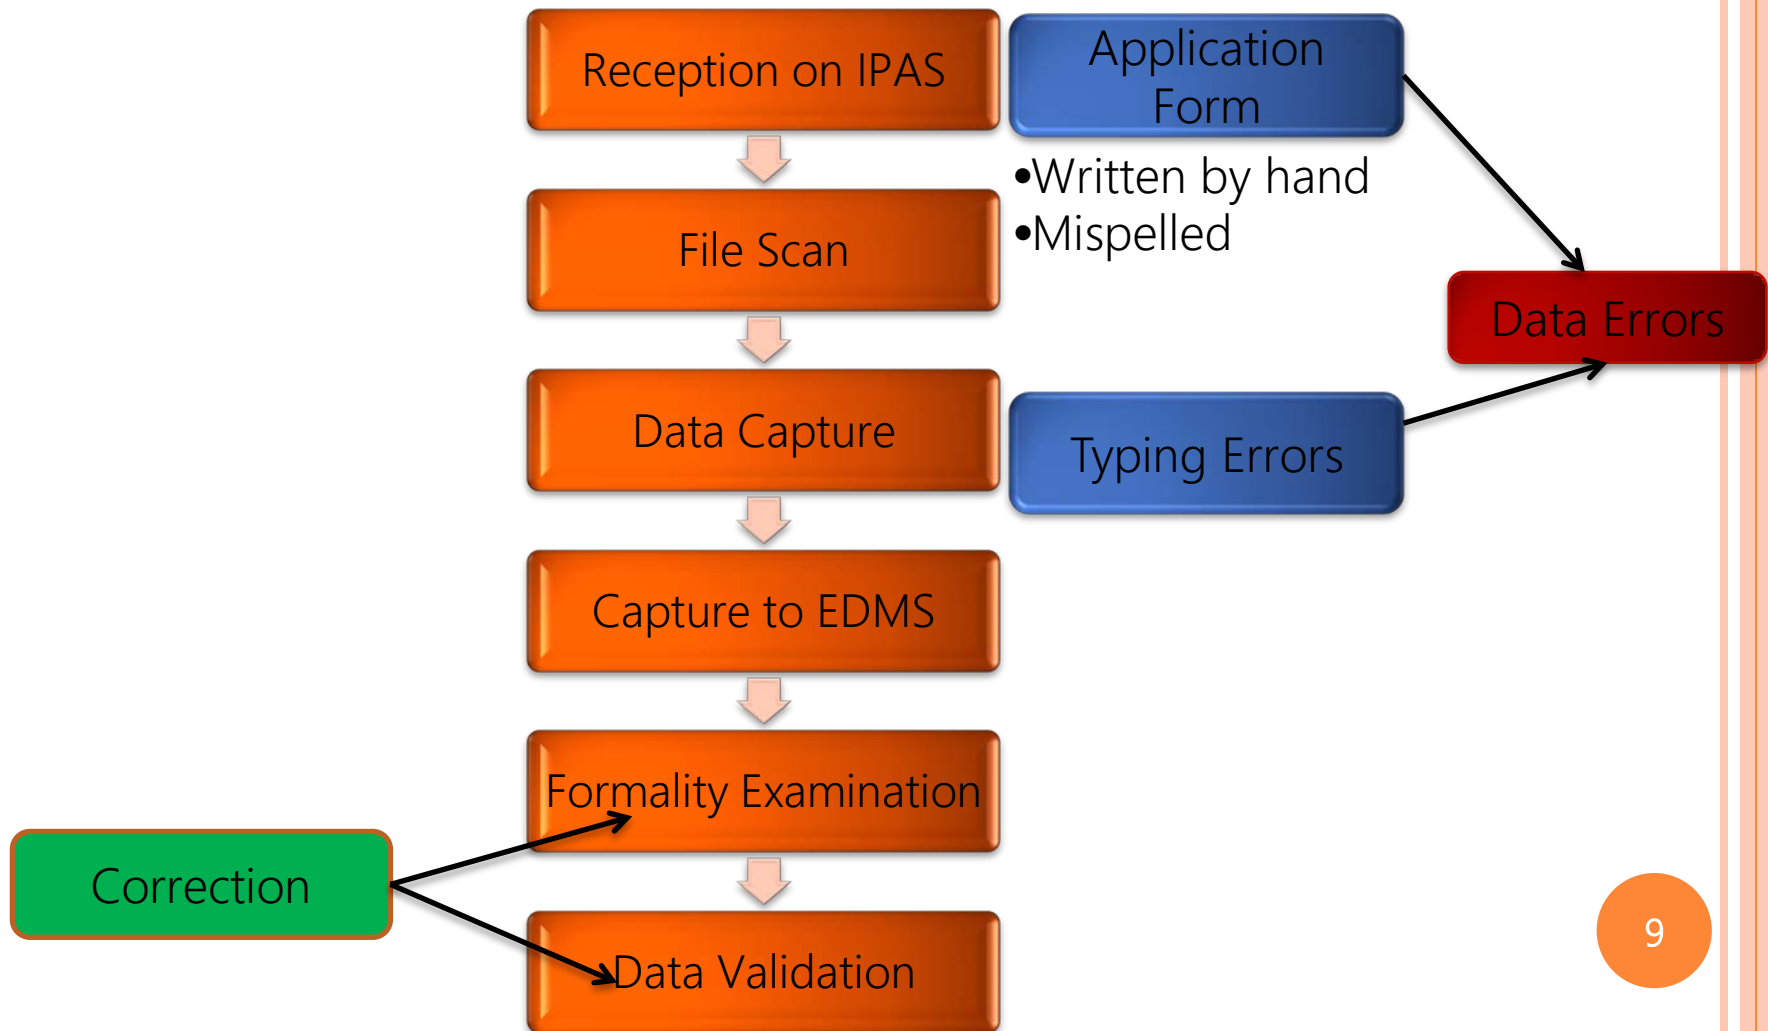 Reception on IPAS
Application
Form
•Written by hand
•Mispelled
File Scan
Data Errors
Data Capture
Typing Errors
Capture to EDMS
Formality Examination
Correction
Data Validation
9